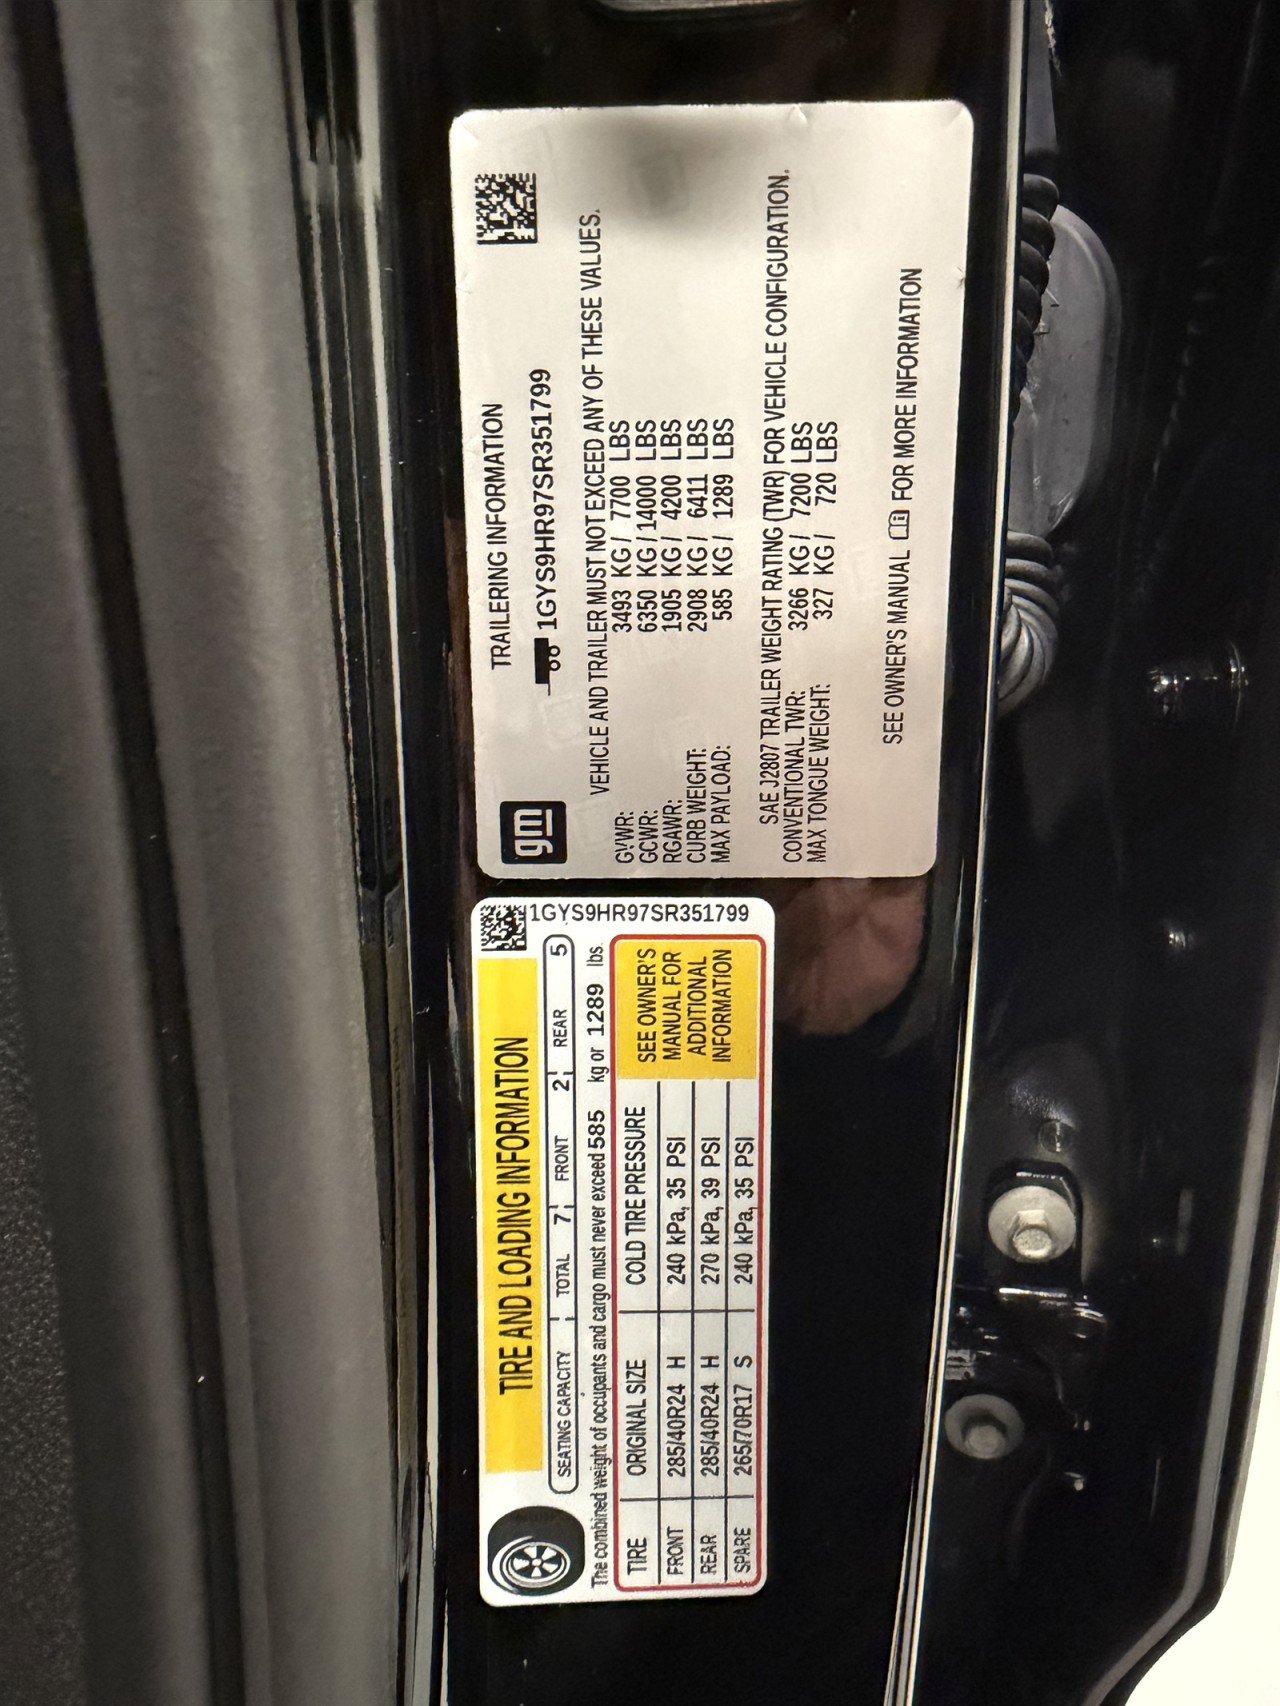 TIRE AND LOADING INFORMATION
SEATING CAPACITY TOTAL 7 FRONT 2 REAR 5
The combined weight of occupants and cargo must never exceed 585 kg or 1289 lbs.
TIRE ORIGINAL SIZE COLD TIRE PRESSURE
FRONT 285/40R24 H 240 kPa, 35 PSI
REAR 285/40R24 H 270 kPa, 39 PSI
SPARE 265/70R17 S 240 kPa, 35 PSI
SEE OWNER'S
MANUAL FOR
ADDITIONAL
INFORMATION
1GYS9HR97SR351799
gm
TRAILERING INFORMATION
1GYS9HR97SR351799
VEHICLE AND TRAILER MUST NOT EXCEED ANY OF THESE VALUES.
GVWR: 3493 KG / 7700 LBS
GCWR: 6350 KG / 14000 LBS
RGAWR: 1905 KG / 4200 LBS
CURB WEIGHT: 2908 KG / 6411 LBS
MAX PAYLOAD: 585 KG / 1289 LBS
SAE J2807 TRAILER WEIGHT RATING (TWR) FOR VEHICLE CONFIGURATION.
CONVENTIONAL TWR: 3266 KG / 7200 LBS
MAX TONGUE WEIGHT: 327 KG / 720 LBS
SEE OWNER'S MANUAL FOR MORE INFORMATION